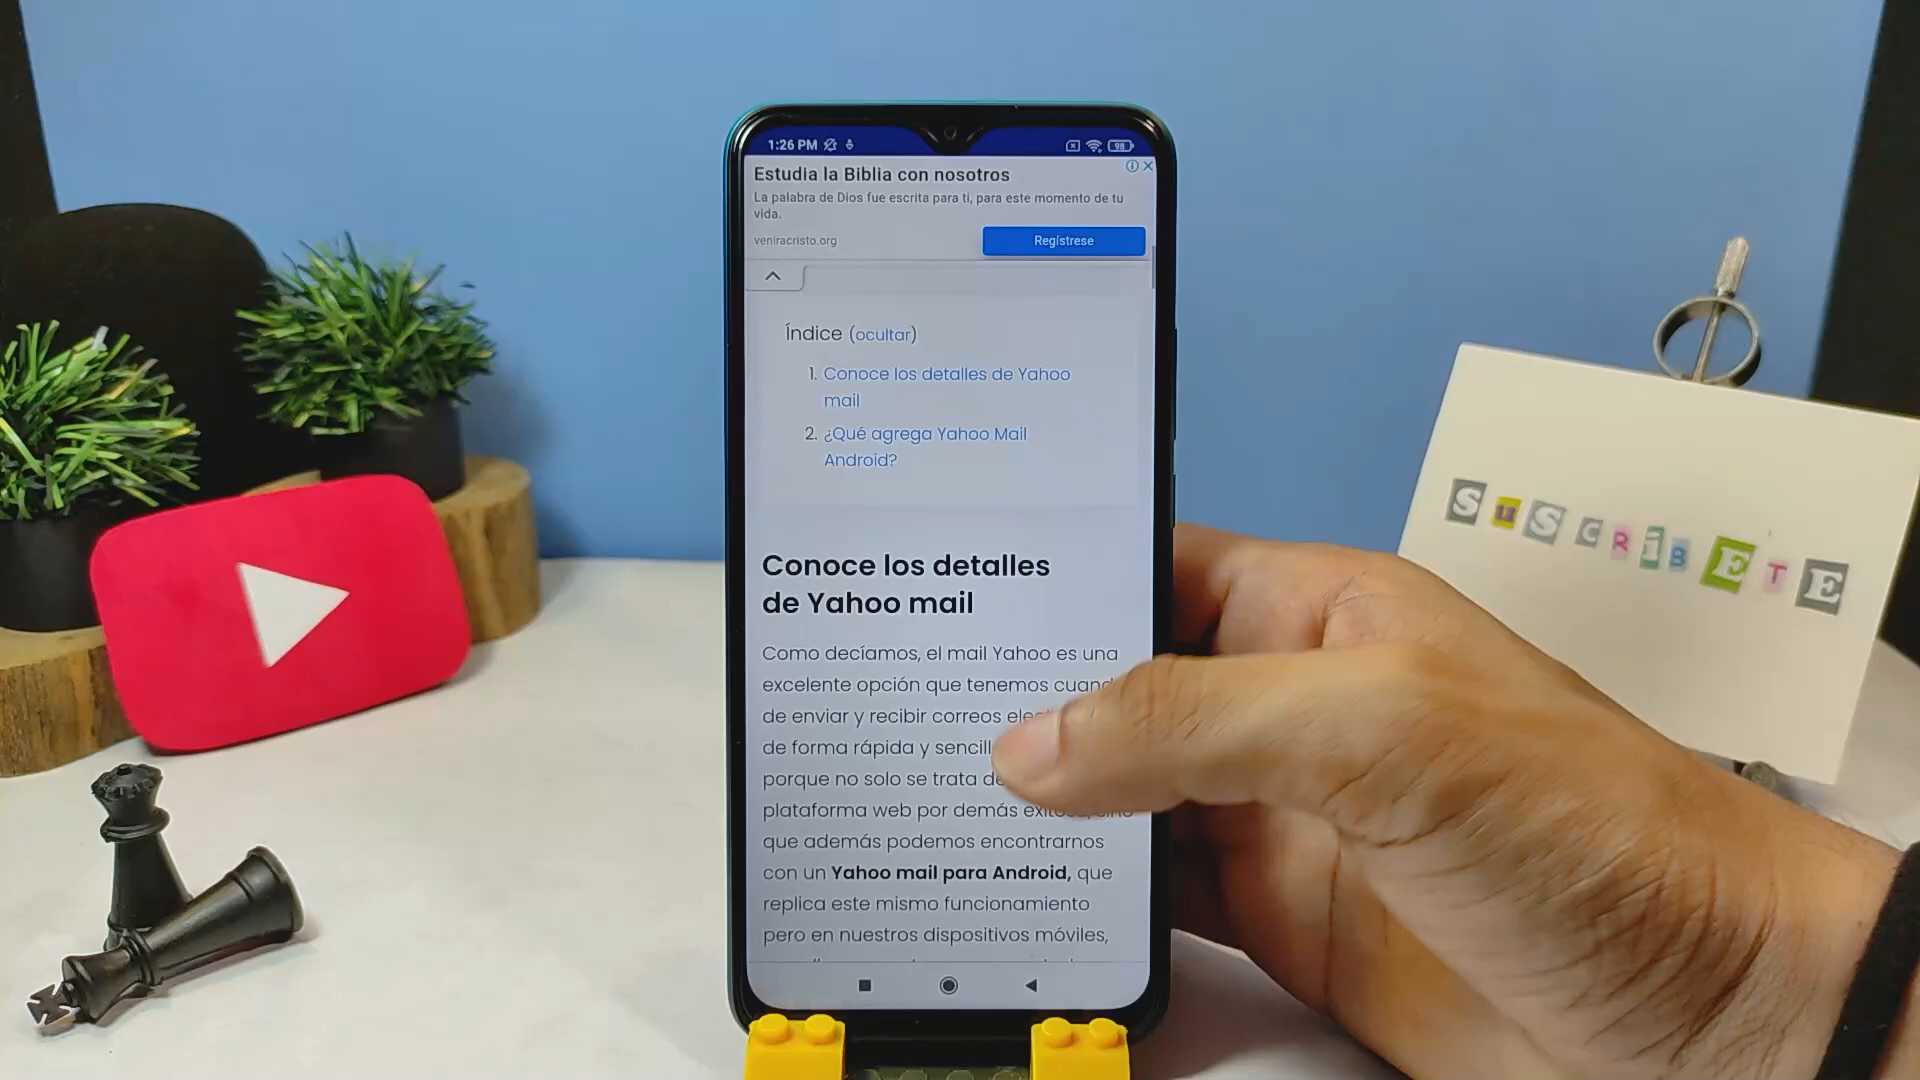 1:26 PM
98
Estudia la Biblia con nosotros
La palabra de Dios fue escrita para ti, para este momento de tu
vida.
veniracristo.org
Regístrese
Índice (ocultar)
1. Conoce los detalles de Yahoo
mail
2. ¿Qué agrega Yahoo Mail
Android?
Conoce los detalles
de Yahoo mail
Como decíamos, el mail Yahoo es una
excelente opción que tenemos
de enviar y recibir correos
de forma rápida y
porque no solo se trata
plataforma web por demás
que además podemos encontrarnos
con un Yahoo mail para Android, que
replica este mismo funcionamiento
pero en nuestros dispositivos móviles,
SuSCRiBETE